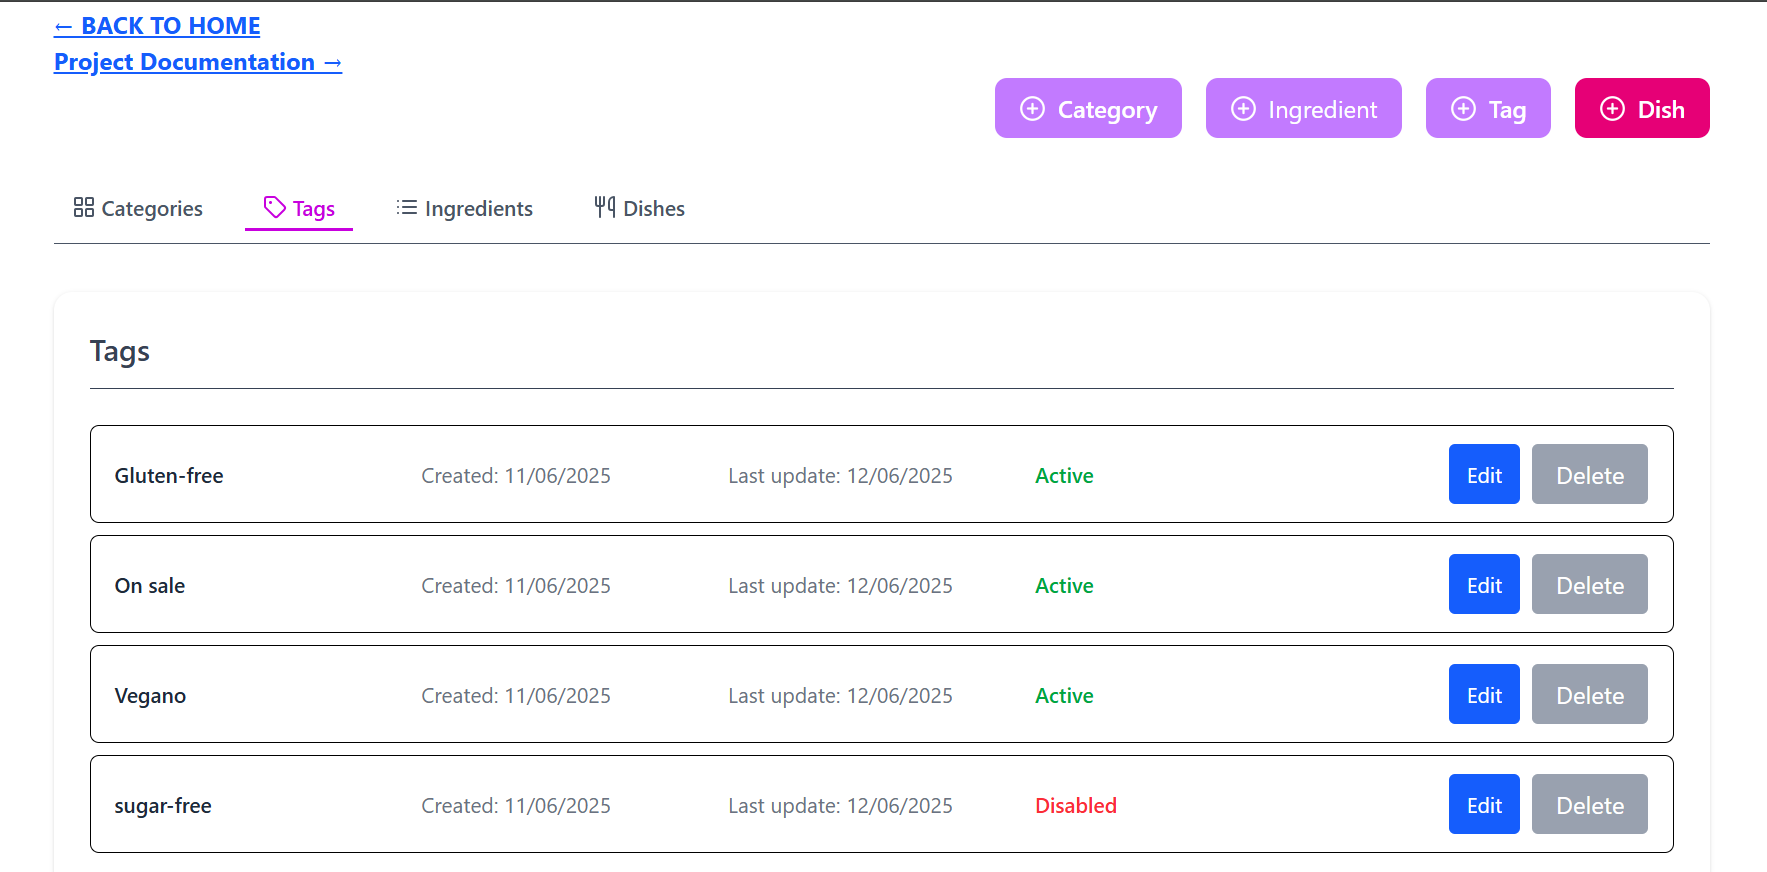 ← BACK TO HOME
Project Documentation →
Category Ingredient Tag Dish
Categories Tags Ingredients Dishes
Tags
Gluten-free Created: 11/06/2025 Last update: 12/06/2025 Active Edit Delete
On sale Created: 11/06/2025 Last update: 12/06/2025 Active Edit Delete
Vegano Created: 11/06/2025 Last update: 12/06/2025 Active Edit Delete
sugar-free Created: 11/06/2025 Last update: 12/06/2025 Disabled Edit Delete